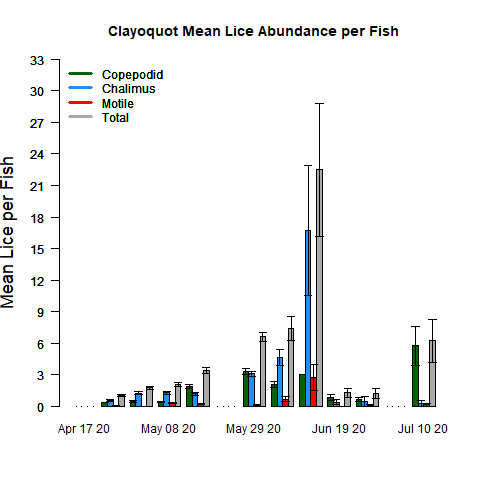 Clayoquot Mean Lice Abundance per Fish
Mean Lice per Fish
33
30
27
24
21
18
15
12
9
6
3
0
Copepodid
Chalimus
Motile
Total
Apr 17 20
May 08 20
May 29 20
Jun 19 20
Jul 10 20